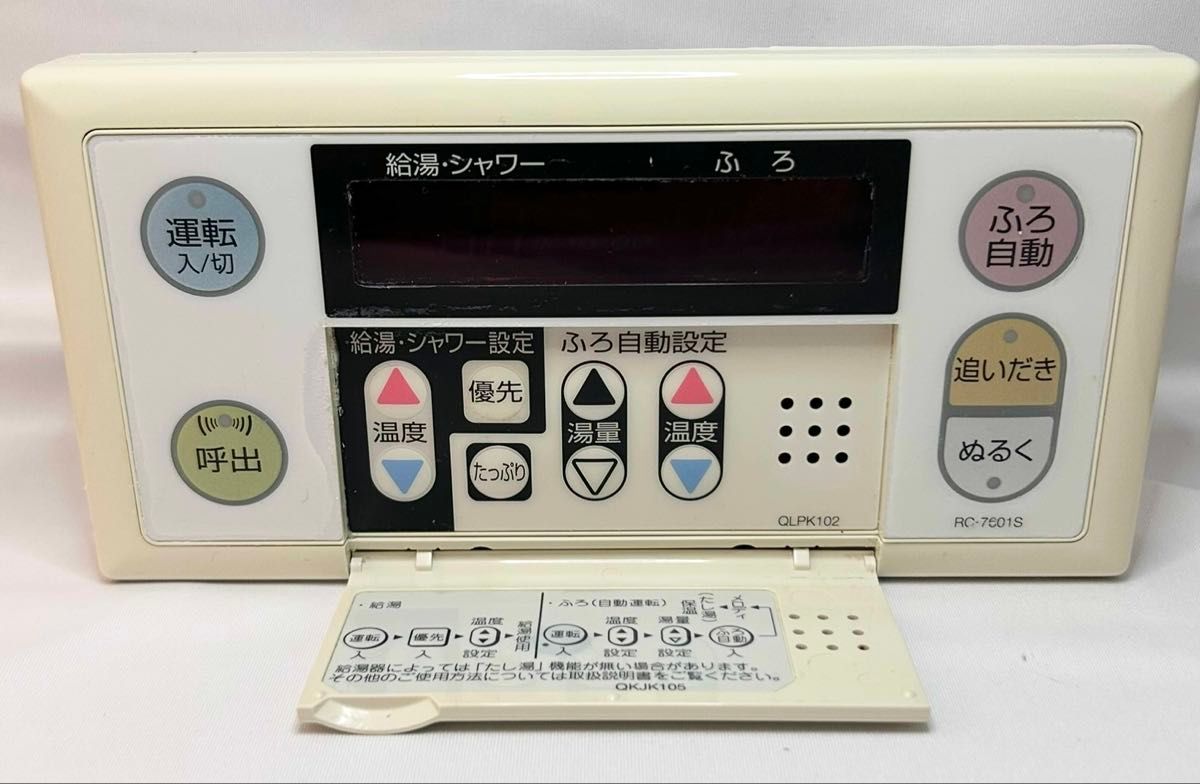 給湯・シャワー
ふろ
運転
入/切
ふろ
自動
給湯・シャワー設定
ふろ自動設定
温度
優先
たっぷり
湯量
温度
追いだき
ぬるく
呼出
QLPK102
RC-7601S
・給湯
運転
入
優先
入
温度
設定
給湯使用
・ふろ(自動運転)
運転
入
温度
設定
湯量
設定
ふろ
自動
入
メロディ
保温
(たし湯)
給湯器によっては「たし湯」機能が無い場合があります。
その他のご使用方法については取扱説明書をご覧ください。
QKJK105